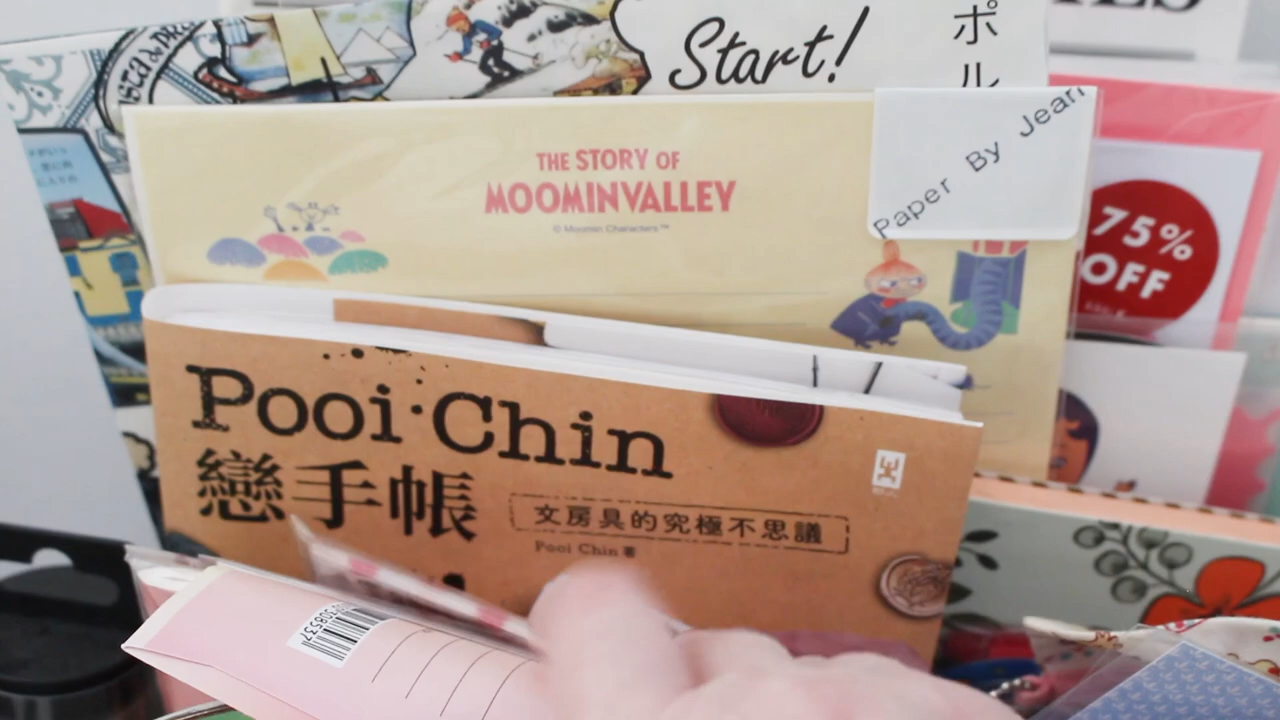 Start!
ポ
ル
Paper By Jean
THE STORY OF
MOOMINVALLEY
© Moomin Characters™
75%
OFF
Pooi·Chin
戀手帳
文房具的究極不思議
Pooi Chin 著
0308537